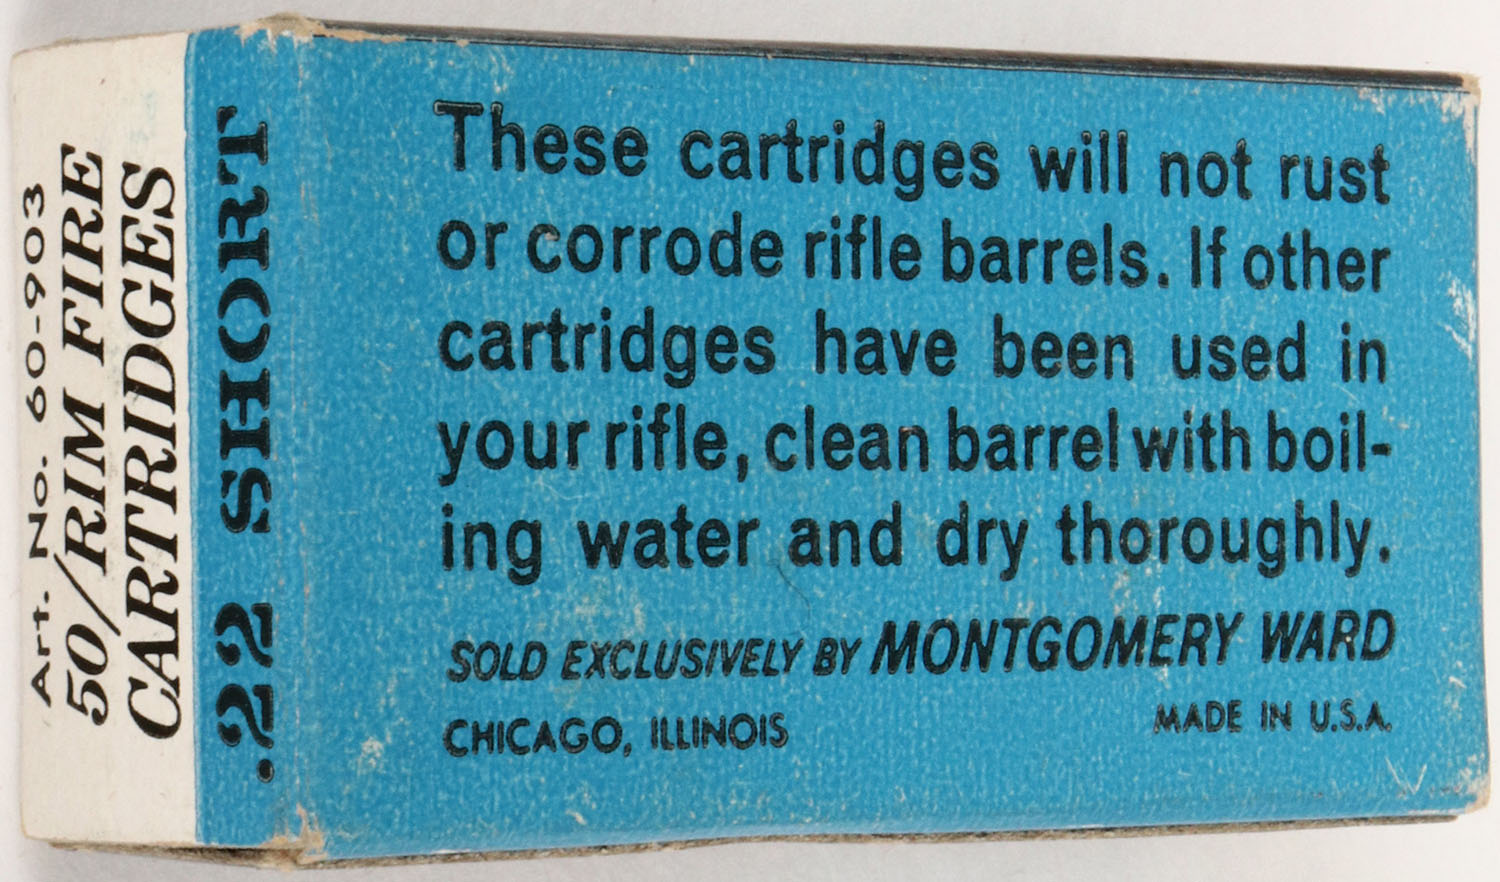 Art. No. 60-903
50/RIM FIRE
CARTRIDGES
.22 SHORT
These cartridges will not rust
or corrode rifle barrels. If other
cartridges have been used in
your rifle, clean barrel with boil-
ing water and dry thoroughly.
SOLD EXCLUSIVELY BY MONTGOMERY WARD
CHICAGO, ILLINOIS MADE IN U.S.A.